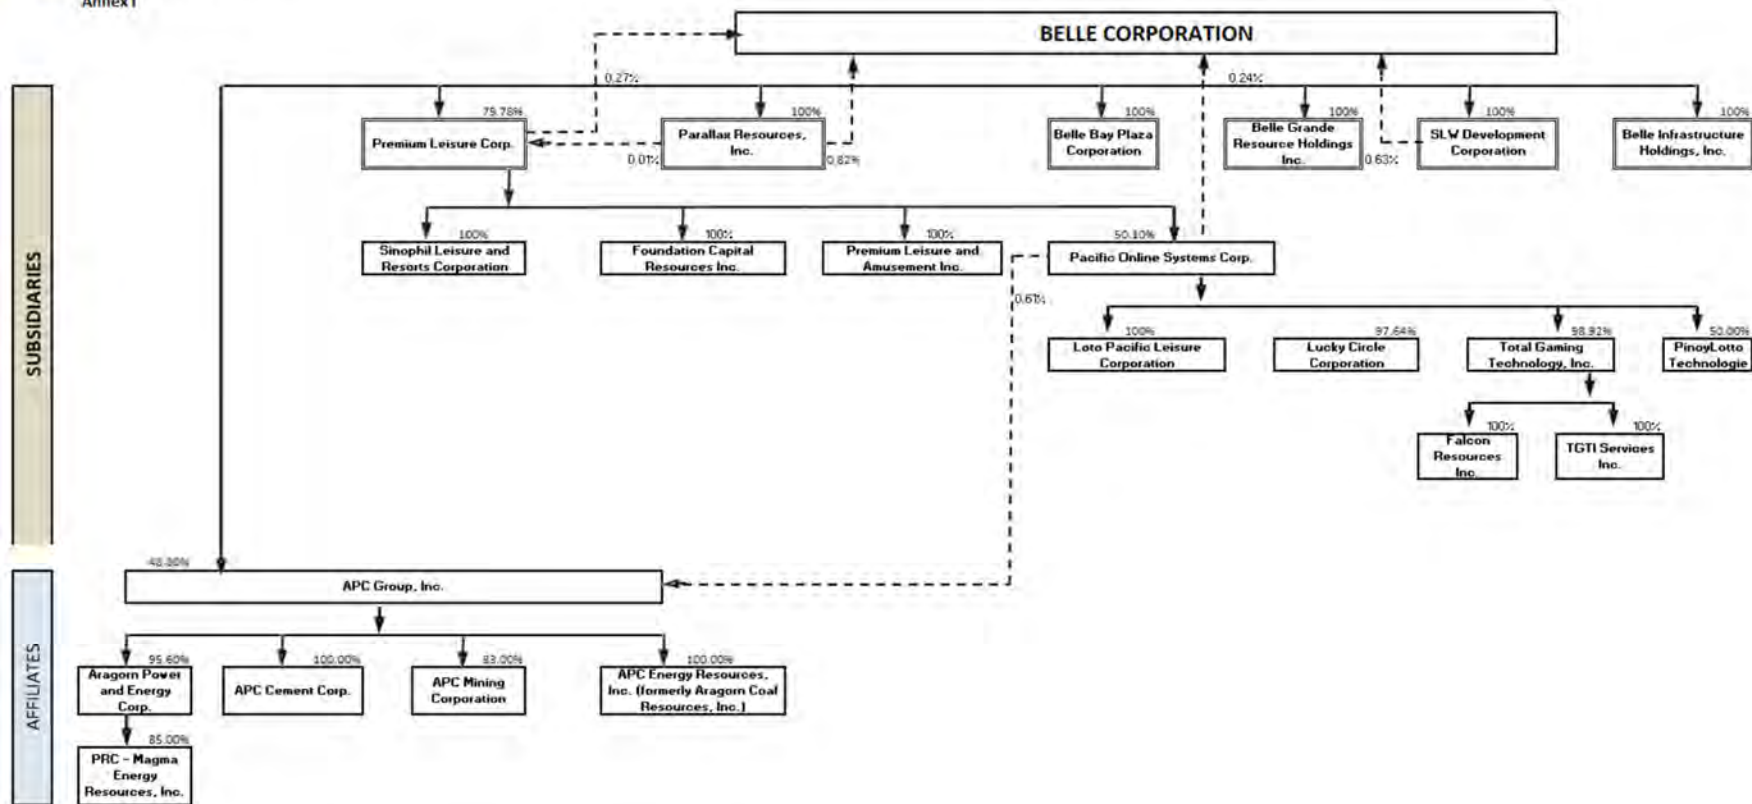 Annex I
BELLE CORPORATION
0.27%
0.24%
79.78%
100%
100%
100%
100%
100%
Premium Leisure Corp.
Parallax Resources,
Inc.
Belle Bay Plaza
Corporation
Belle Grande
Resource Holdings
Inc.
SLW Development
Corporation
Belle Infrastructure
Holdings, Inc.
0.01%
0.82%
0.63%
SUBSIDIARIES
100%
100%
100%
50.10%
Sinophil Leisure and
Resorts Corporation
Foundation Capital
Resources Inc.
Premium Leisure and
Amusement Inc.
Pacific Online Systems Corp.
0.61%
100%
97.64%
98.92%
50.00%
Loto Pacific Leisure
Corporation
Lucky Circle
Corporation
Total Gaming
Technology, Inc.
PinoyLotto
Technologie
100%
100%
Falcon
Resources
Inc.
TGTI Services
Inc.
APC Group, Inc.
AFFILIATES
95.60%
100.00%
83.00%
100.00%
Aragorn Power
and Energy
Corp.
APC Cement Corp.
APC Mining
Corporation
APC Energy Resources,
Inc. (formerly Aragorn Coal
Resources, Inc.)
85.00%
PRC - Magma
Energy
Resources, Inc.